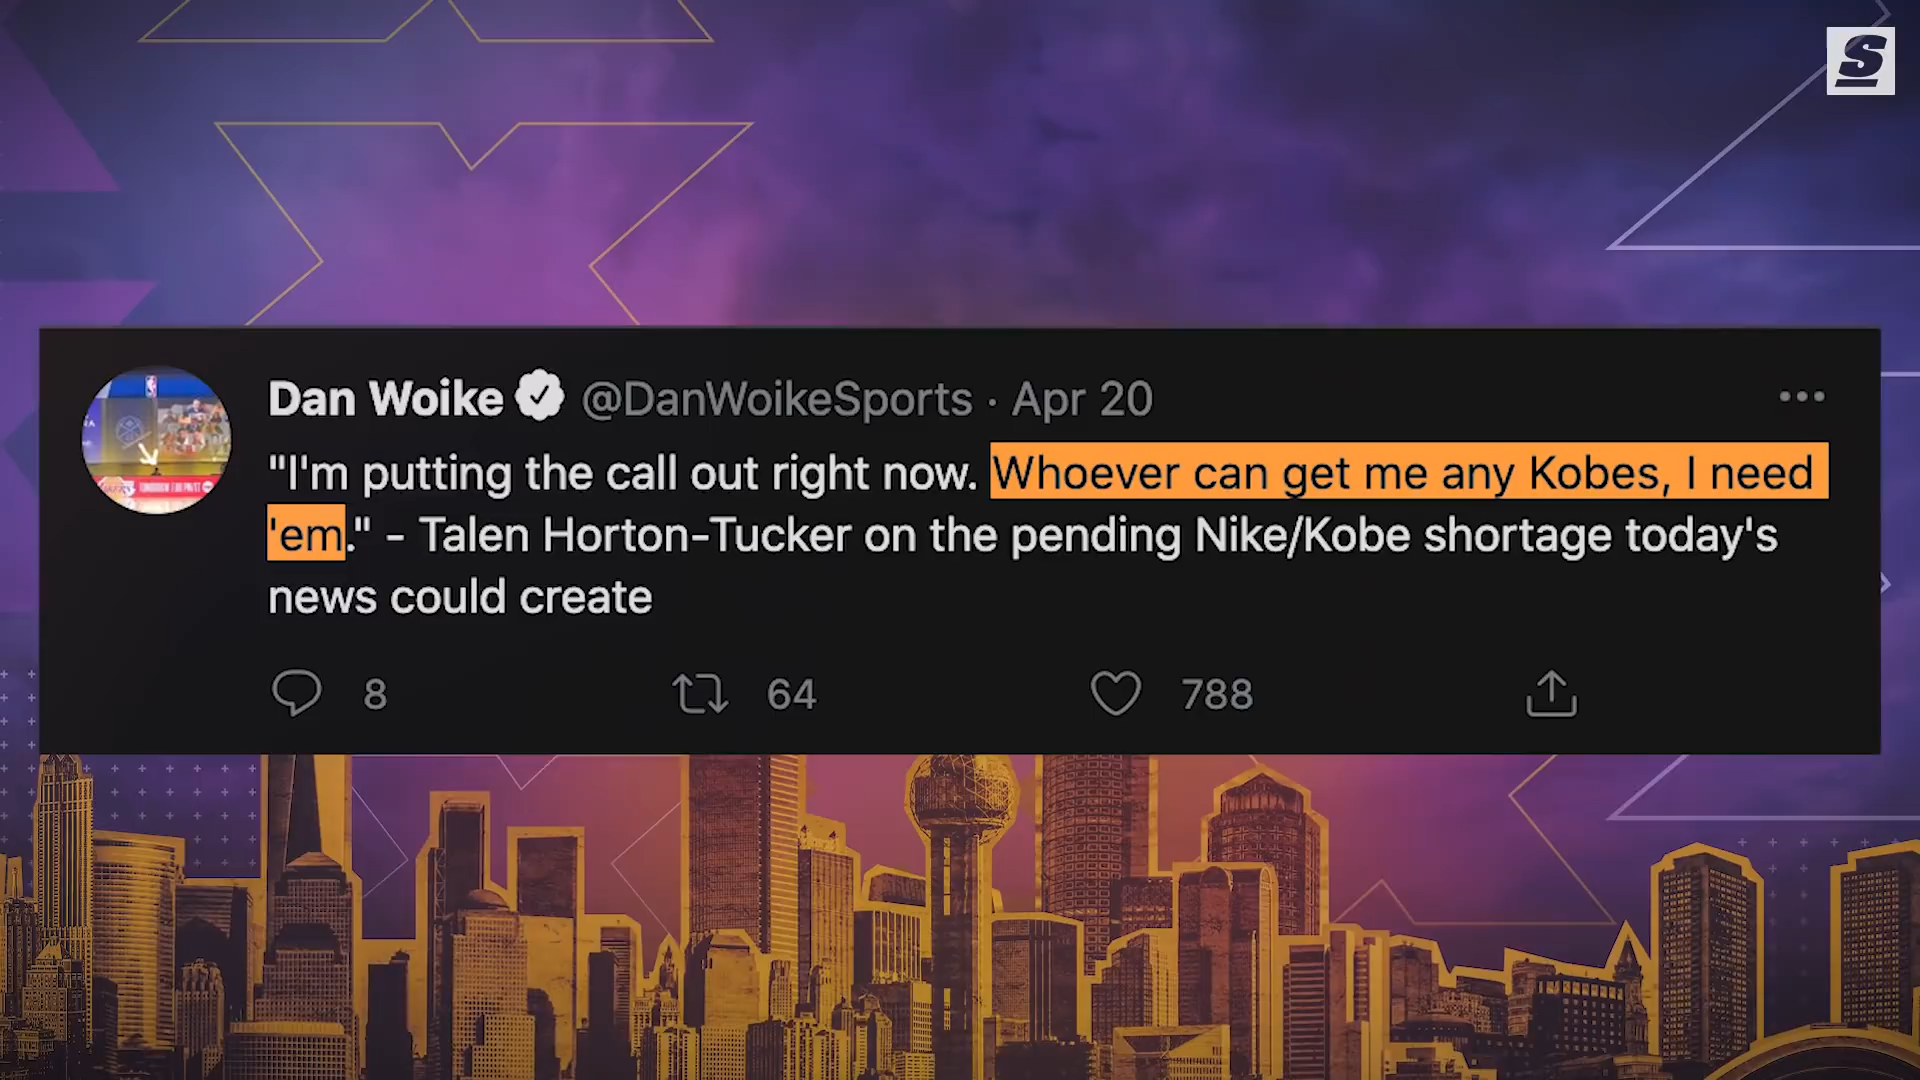 S
Dan Woike @DanWoikeSports · Apr 20
"I'm putting the call out right now. Whoever can get me any Kobes, I need
'em." - Talen Horton-Tucker on the pending Nike/Kobe shortage today's
news could create
8 64 788